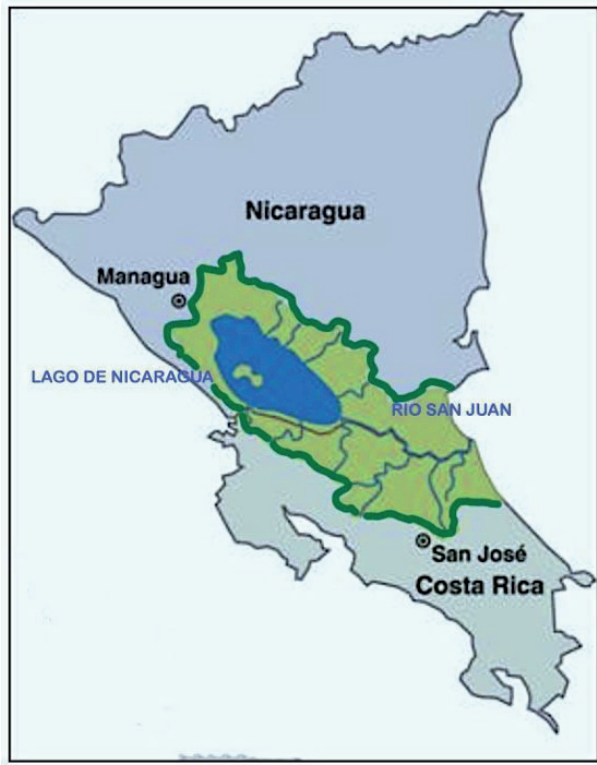 Nicaragua
Managua
LAGO DE NICARAGUA
RIO SAN JUAN
San José
Costa Rica